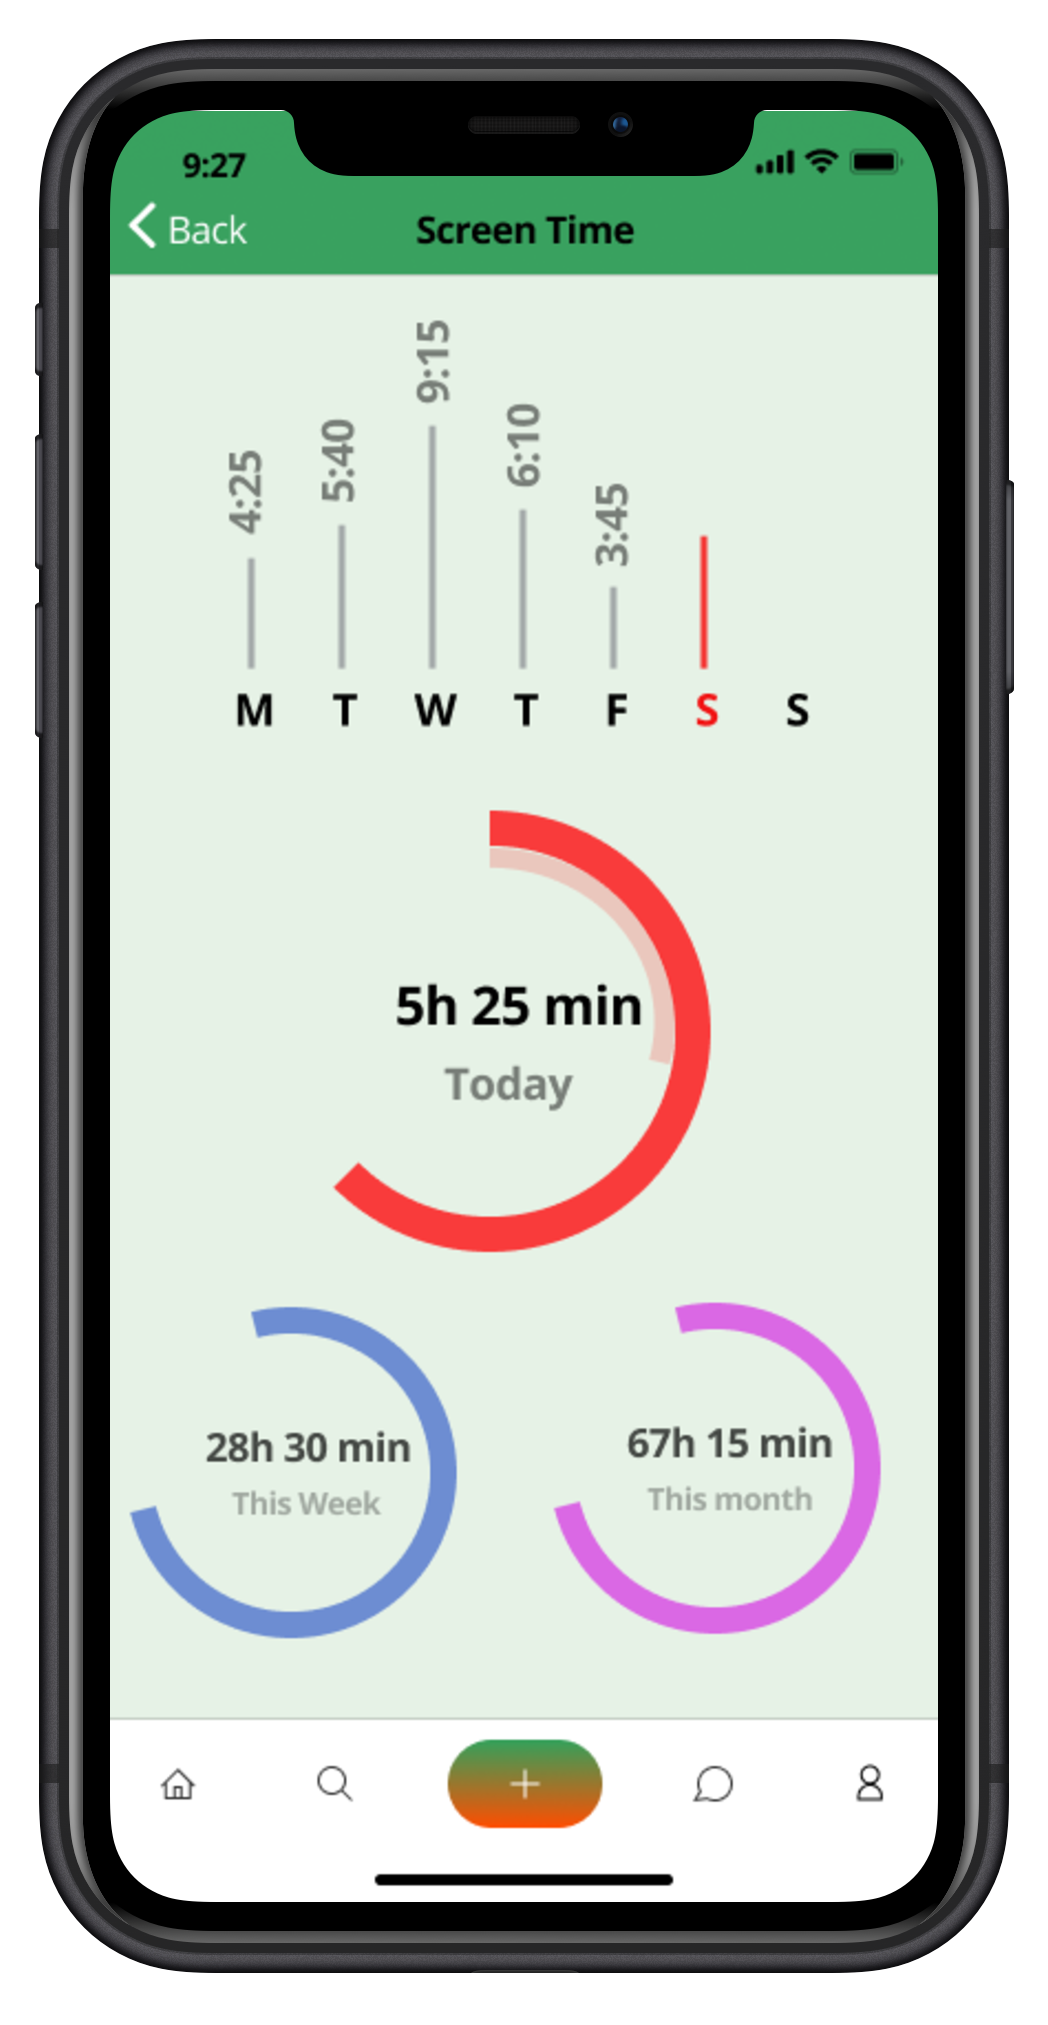 9:27
Back Screen Time
4:25 5:40 9:15 6:10 3:45
M T W T F S S
5h 25 min
Today
28h 30 min
This Week
67h 15 min
This month